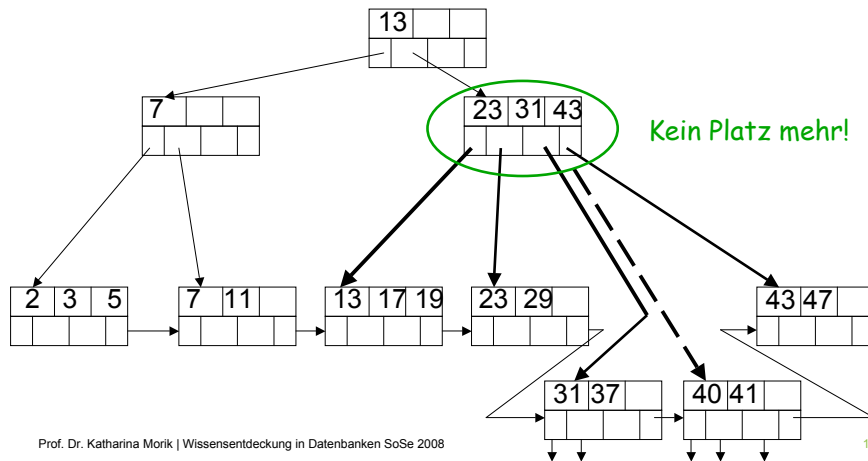 13
7
23 31 43
Kein Platz mehr!
2 3 5
7 11
13 17 19
23 29
43 47
31 37
40 41
Prof. Dr. Katharina Morik | Wissensentdeckung in Datenbanken SoSe 2008
1